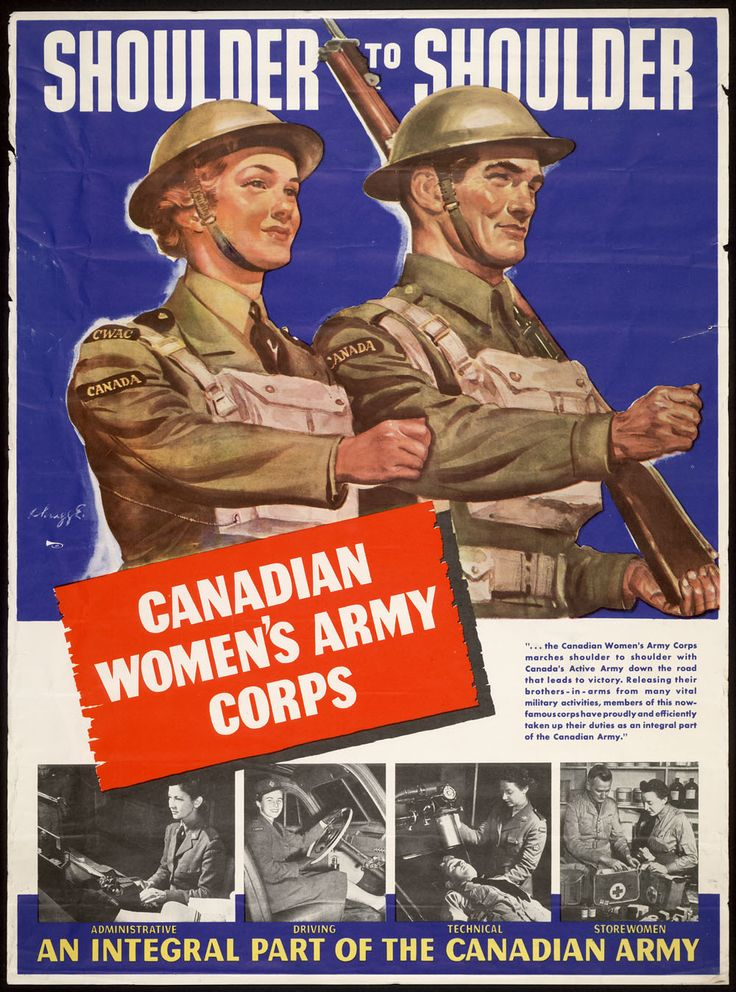 SHOULDER TO SHOULDER
CWAC
CANADA
CANADA
CANADIAN
WOMEN'S ARMY
CORPS
"... the Canadian Women's Army Corps
marches shoulder to shoulder with
Canada's Active Army down the road
that leads to victory. Releasing their
brothers-in-arms from many vital
military activities, members of this now-
famous corps have proudly and efficiently
taken up their duties as an integral part
of the Canadian Army."
ADMINISTRATIVE
DRIVING
TECHNICAL
STOREWOMEN
AN INTEGRAL PART OF THE CANADIAN ARMY